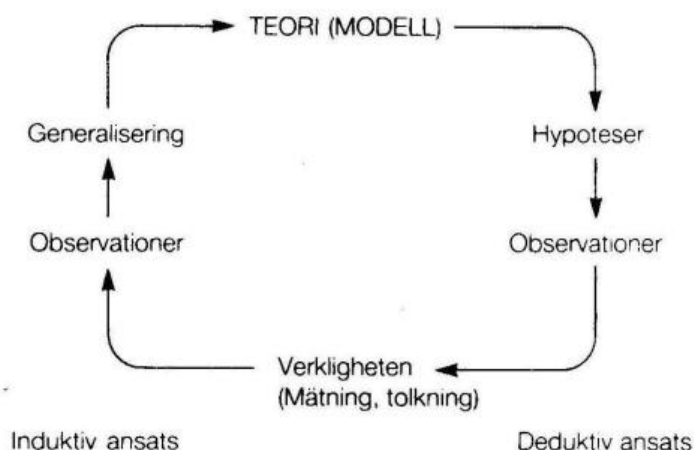 TEORI (MODELL)
Generalisering
Hypoteser
Observationer
Observationer
Verkligheten
(Mätning, tolkning)
Induktiv ansats
Deduktiv ansats